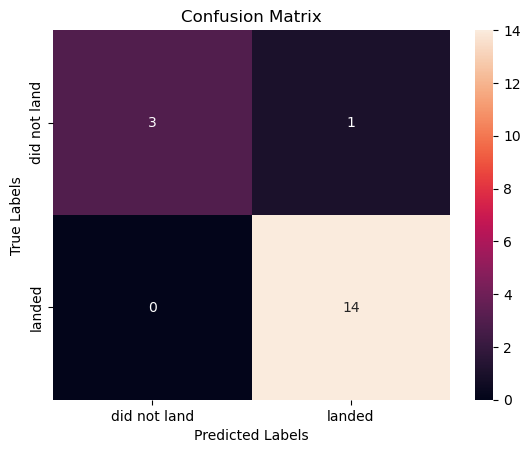 Confusion Matrix
True Labels
did not land
landed
3
1
0
14
did not land
landed
Predicted Labels
14
12
10
8
6
4
2
0